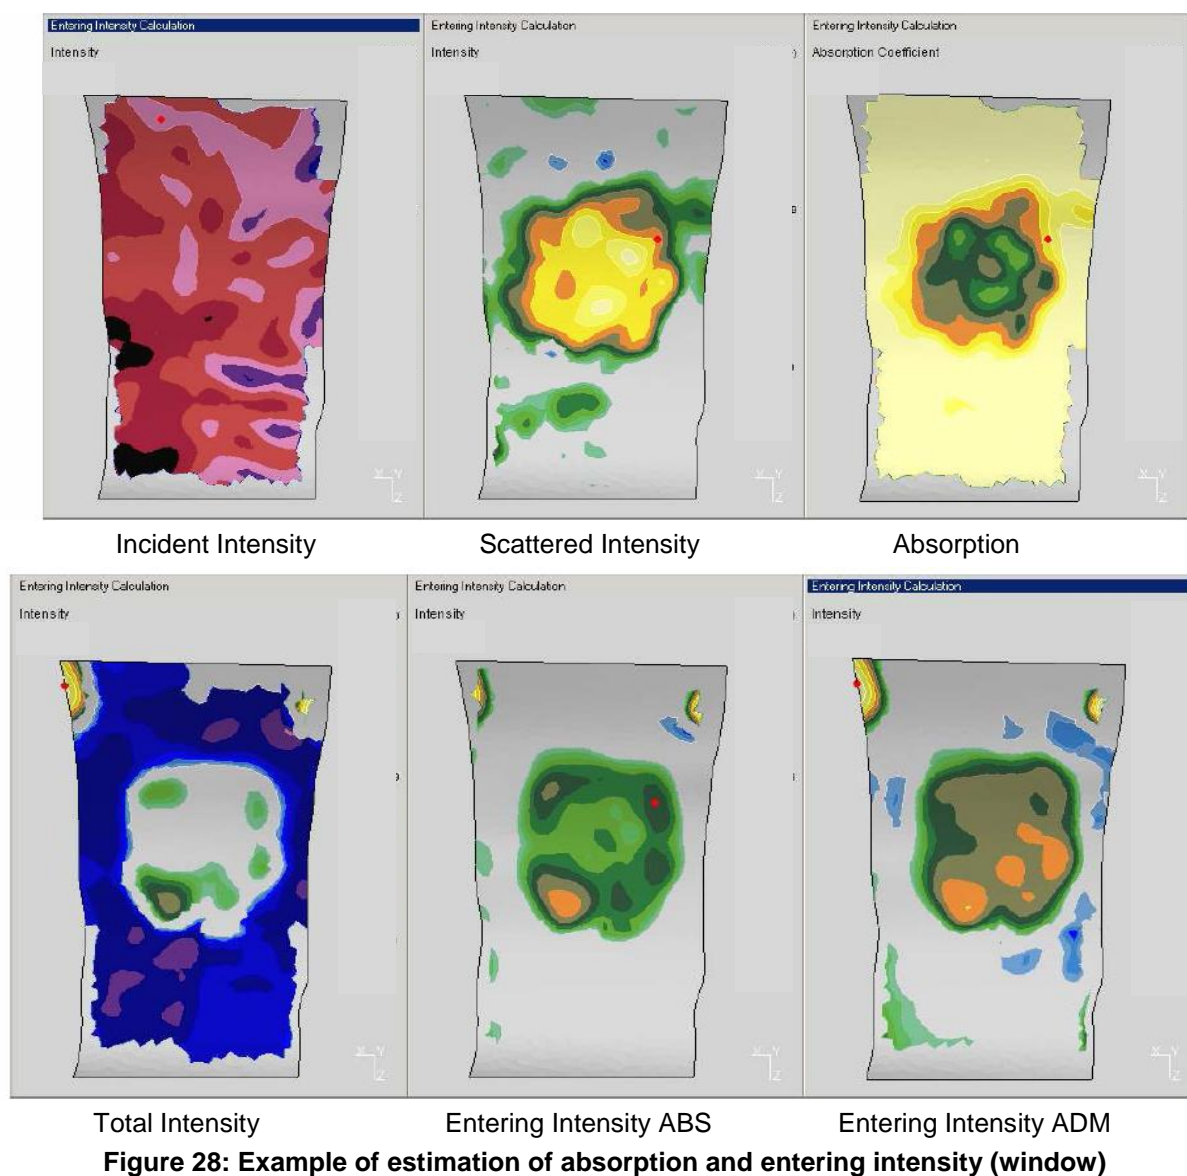 Entering Intensity Calculation Entering Intensity Calculation Entering Intensity Calculation
Intensity Intensity Absorption Coefficient
X Y X Y X Y
Z Z Z
Incident Intensity Scattered Intensity Absorption
Entering Intensity Calculation Entering Intensity Calculation Entering Intensity Calculation
Intensity Intensity Intensity
X Y X Y X Y
Z Z Z
Total Intensity Entering Intensity ABS Entering Intensity ADM
Figure 28: Example of estimation of absorption and entering intensity (window)